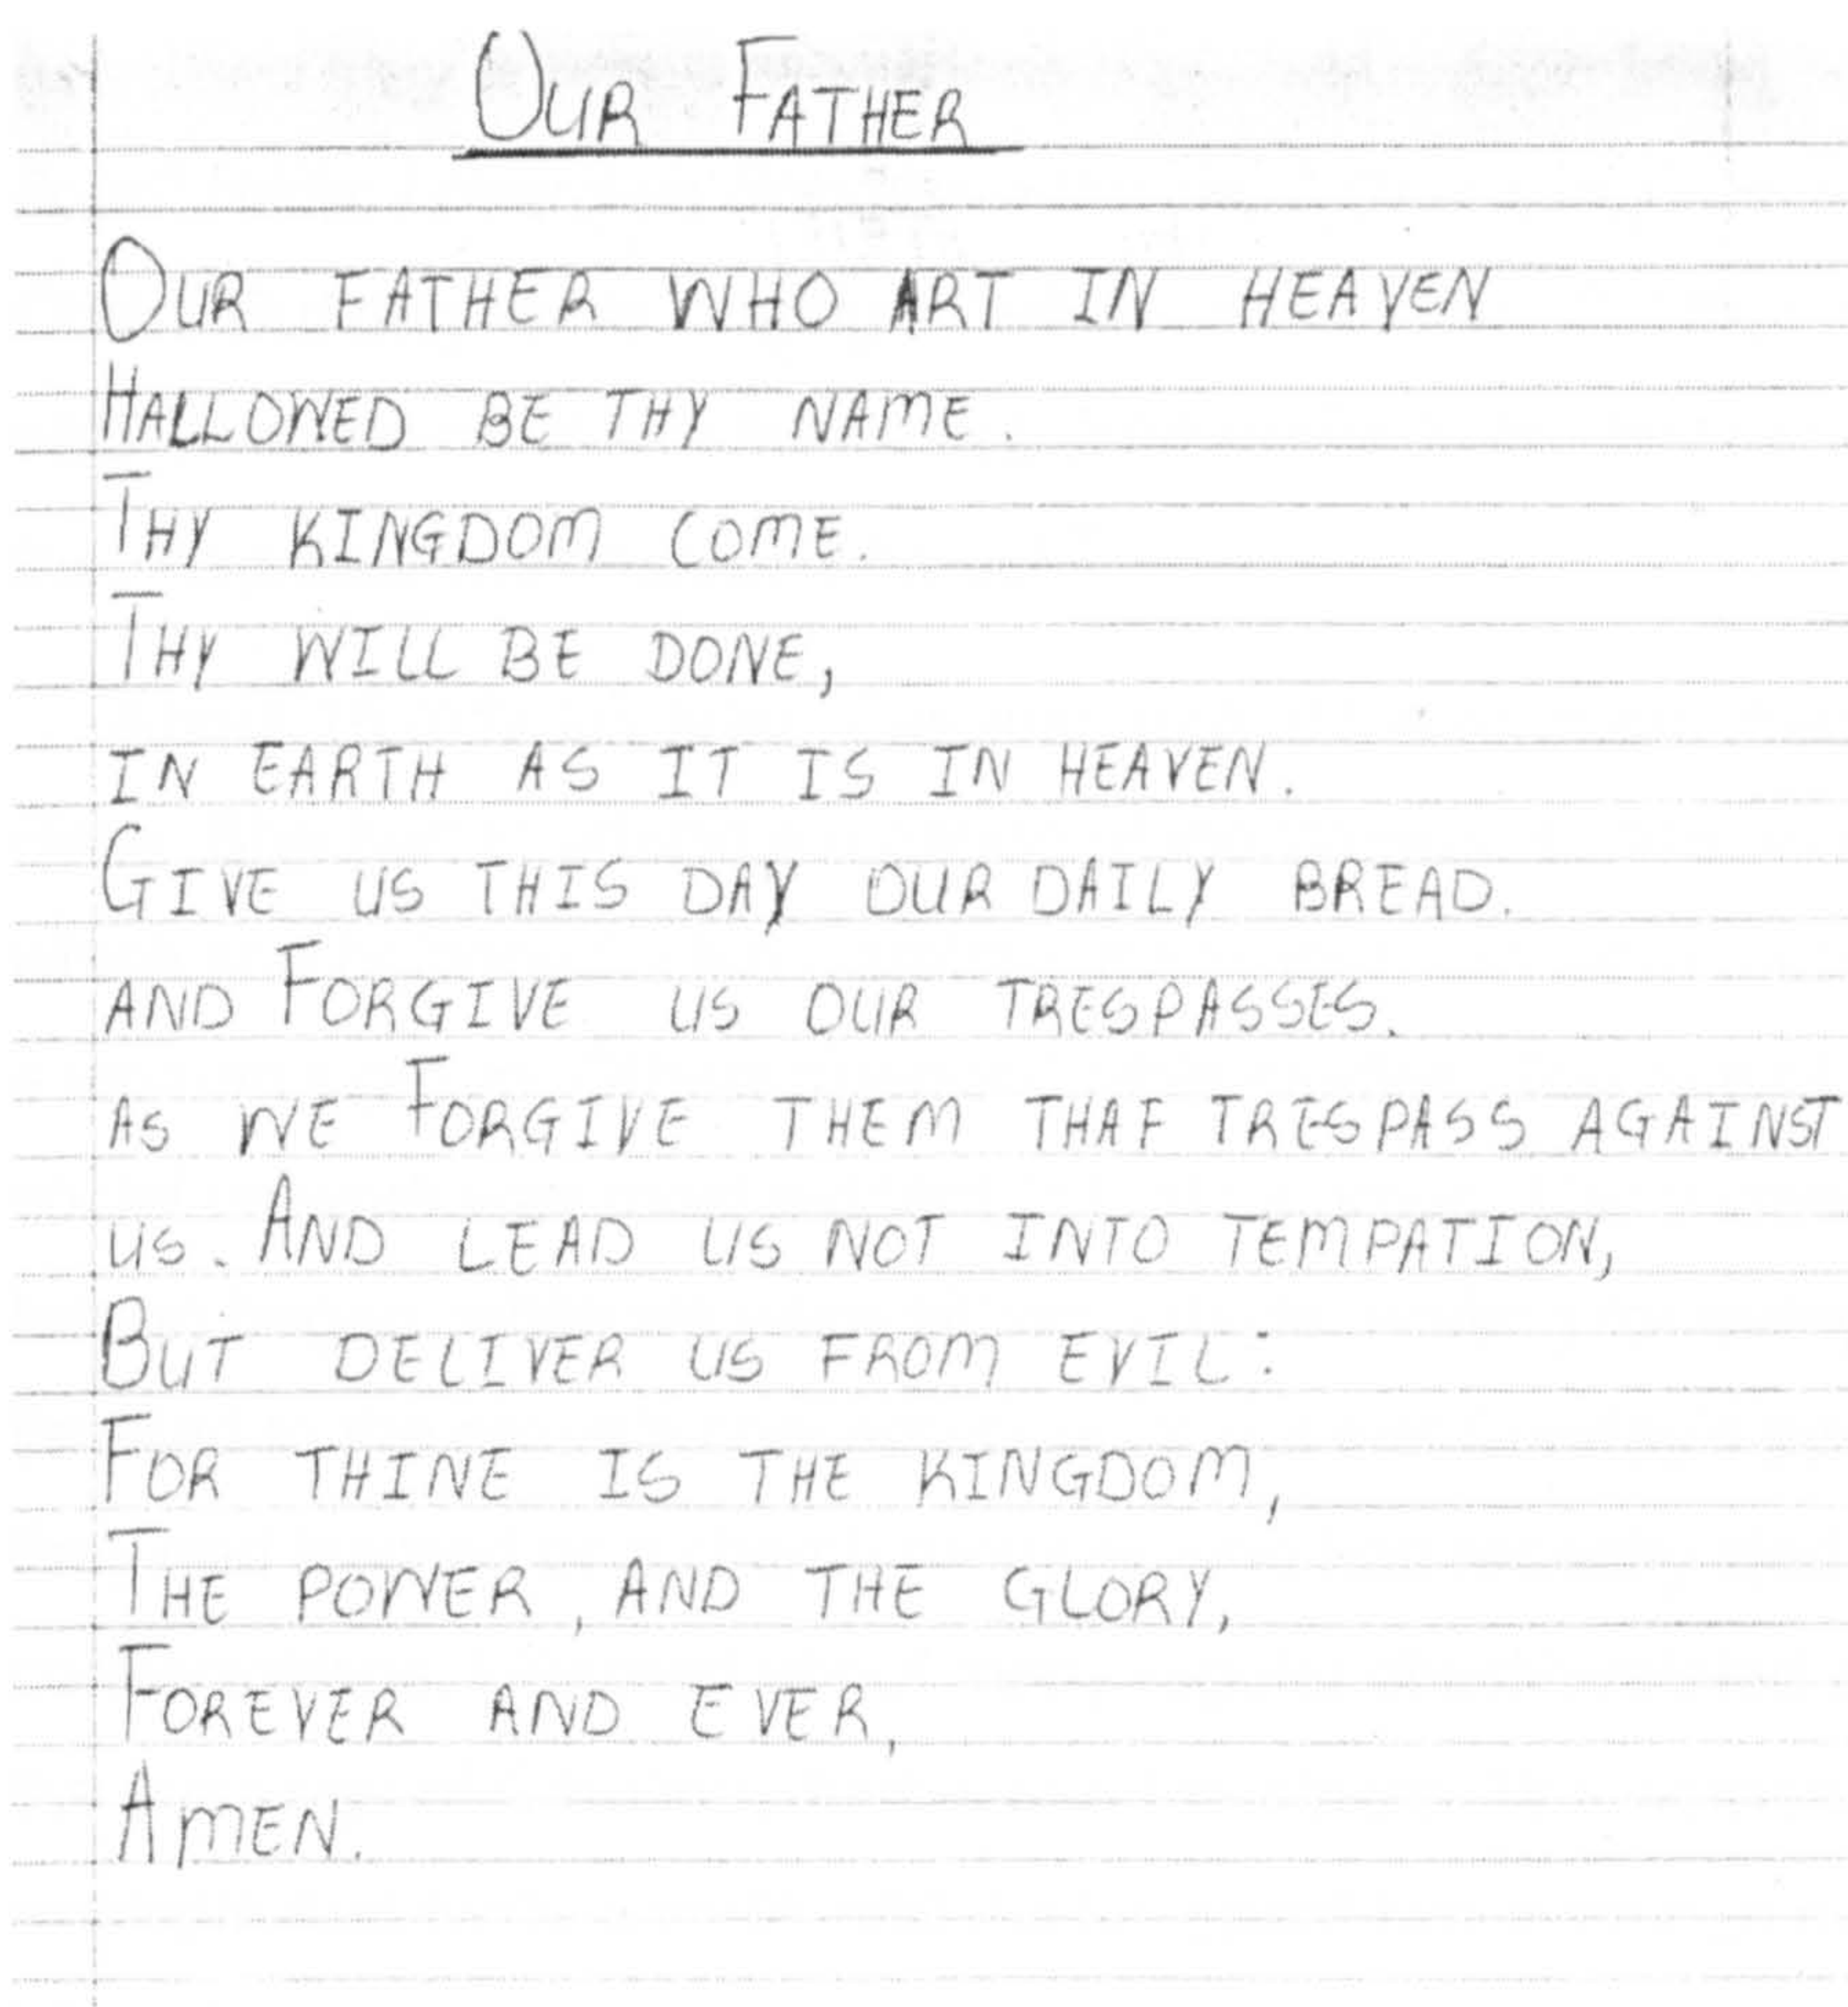 OUR FATHER
OUR FATHER WHO ART IN HEAVEN
HALLOWED BE THY NAME.
THY KINGDOM COME.
THY WILL BE DONE,
IN EARTH AS IT IS IN HEAVEN.
GIVE US THIS DAY OUR DAILY BREAD.
AND FORGIVE US OUR TRESPASSES.
AS WE FORGIVE THEM THAT TRESPASS AGAINST
US. AND LEAD US NOT INTO TEMPATION,
BUT DELIVER US FROM EVIL:
FOR THINE IS THE KINGDOM,
THE POWER, AND THE GLORY,
FOREVER AND EVER,
AMEN.